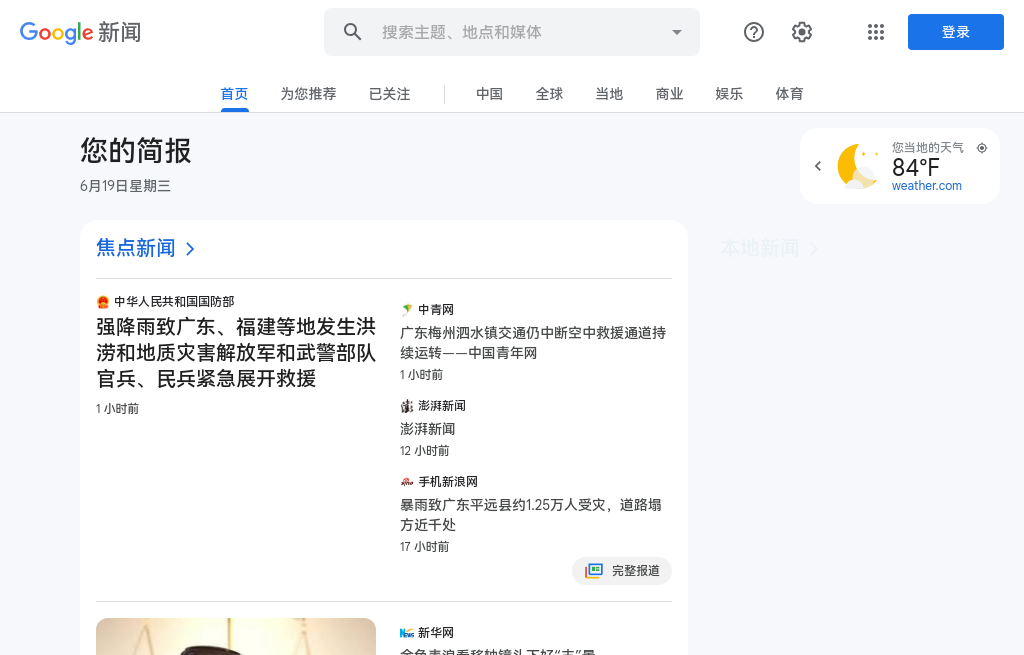 Google 新闻
搜索主题、地点和媒体
登录
首页
为您推荐
已关注
中国
全球
当地
商业
娱乐
体育
您的简报
6月19日星期三
您当地的天气
84°F
weather.com
焦点新闻
本地新闻
中华人民共和国国防部
强降雨致广东、福建等地发生洪
涝和地质灾害解放军和武警部队
官兵、民兵紧急展开救援
1 小时前
中青网
广东梅州泗水镇交通仍中断空中救援通道持
续运转——中国青年网
1 小时前
澎湃新闻
澎湃新闻
12 小时前
手机新浪网
暴雨致广东平远县约1.25万人受灾，道路塌
方近千处
17 小时前
完整报道
新华网